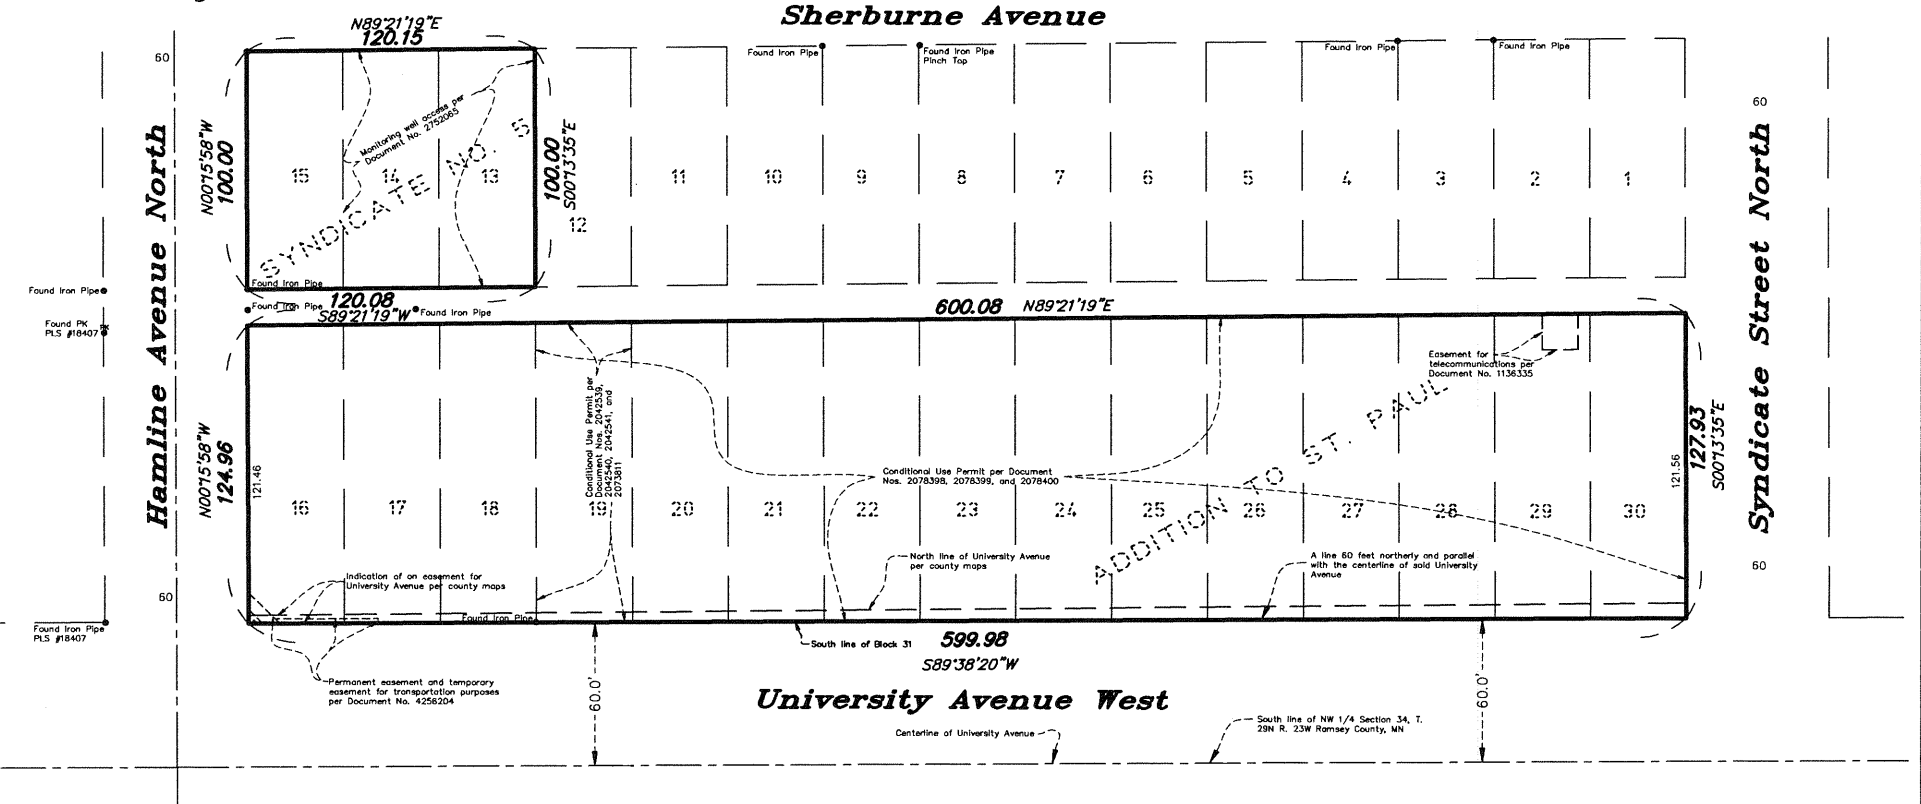 Sherburne Avenue
N89°21'19"E
120.15
60
Found Iron Pipe
Found Iron Pipe
Pinch Top
Found Iron Pipe
Found Iron Pipe
60
Hamline Avenue North
N00°15'58"W
100.00
Monitoring well access per
Document No. 2752065
100.00
S00°13'35"E
SYNDICATE NO. 5
15
14
13
12
11
10
9
8
7
6
5
4
3
2
1
Syndicate Street North
Found Iron Pipe
Found Iron Pipe
Found Iron Pipe
120.08
S89°21'19"W
Found Iron Pipe
600.08 N89°21'19"E
Found PK
PLS #18407
PK
Easement for
telecommunications per
Document No. 1136335
ADDITION TO ST. PAUL
Conditional Use Permit per
Document Nos. 2042539,
2042540, 2042541, and
2073811
N00°15'58"W
124.96
121.46
Conditional Use Permit per Document
Nos. 2078398, 2078399, and 2078400
121.56
127.93
S00°13'35"E
16
17
18
19
20
21
22
23
24
25
26
27
28
29
30
North line of University Avenue
per county maps
A line 60 feet northerly and parallel
with the centerline of said University
Avenue
60
60
Indication of an easement for
University Avenue per county maps
Found Iron Pipe
Found Iron Pipe
PLS #18407
South line of Block 31
599.98
S89°38'20"W
Permanent easement and temporary
easement for transportation purposes
per Document No. 4256204
60.0'
University Avenue West
60.0'
Centerline of University Avenue
South line of NW 1/4 Section 34, T.
29N R. 23W Ramsey County, MN